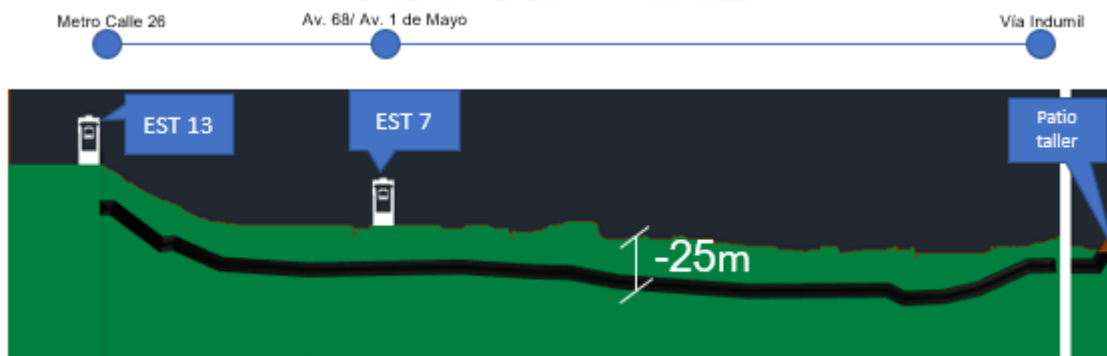 Metro Calle 26
Av. 68/ Av. 1 de Mayo
Vía Indumil
EST 13
EST 7
Patio
taller
-25m